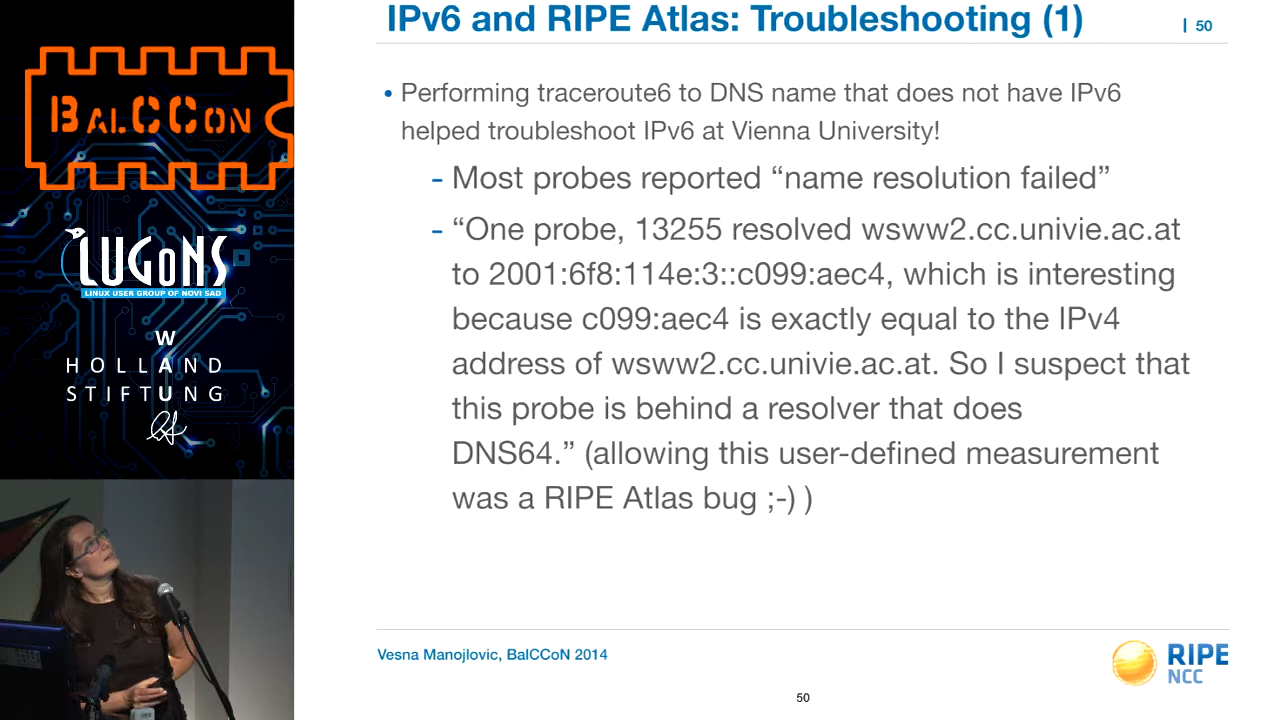 IPv6 and RIPE Atlas: Troubleshooting (1)
| 50
• Performing traceroute6 to DNS name that does not have IPv6
helped troubleshoot IPv6 at Vienna University!
- Most probes reported “name resolution failed”
- “One probe, 13255 resolved wsww2.cc.univie.ac.at
to 2001:6f8:114e:3::c099:aec4, which is interesting
because c099:aec4 is exactly equal to the IPv4
address of wsww2.cc.univie.ac.at. So I suspect that
this probe is behind a resolver that does
DNS64.” (allowing this user-defined measurement
was a RIPE Atlas bug ;-) )
Vesna Manojlovic, BalCCoN 2014
RIPE
NCC
50
BALCCON
LUGoNS
LINUX USER GROUP OF NOVI SAD
W
HOLLAND
STIFTUNG